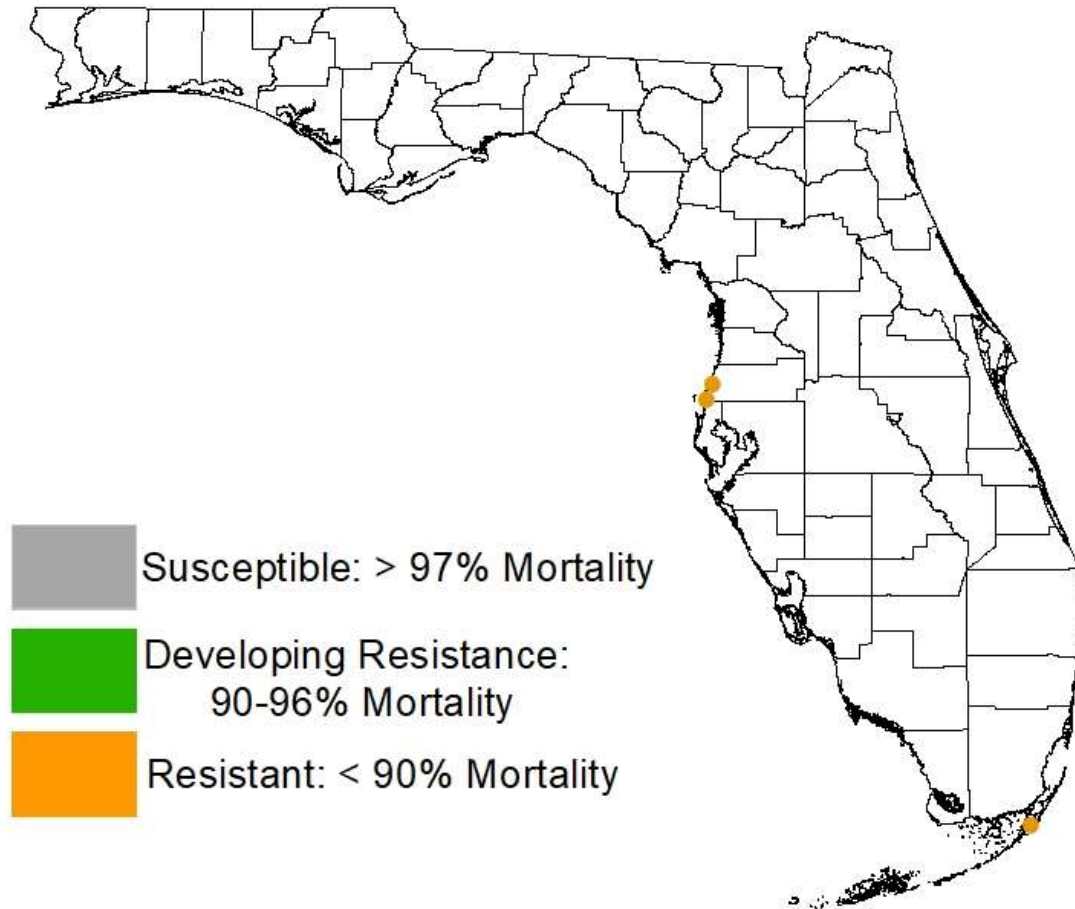 Susceptible: > 97% Mortality
Developing Resistance:
90-96% Mortality
Resistant: < 90% Mortality